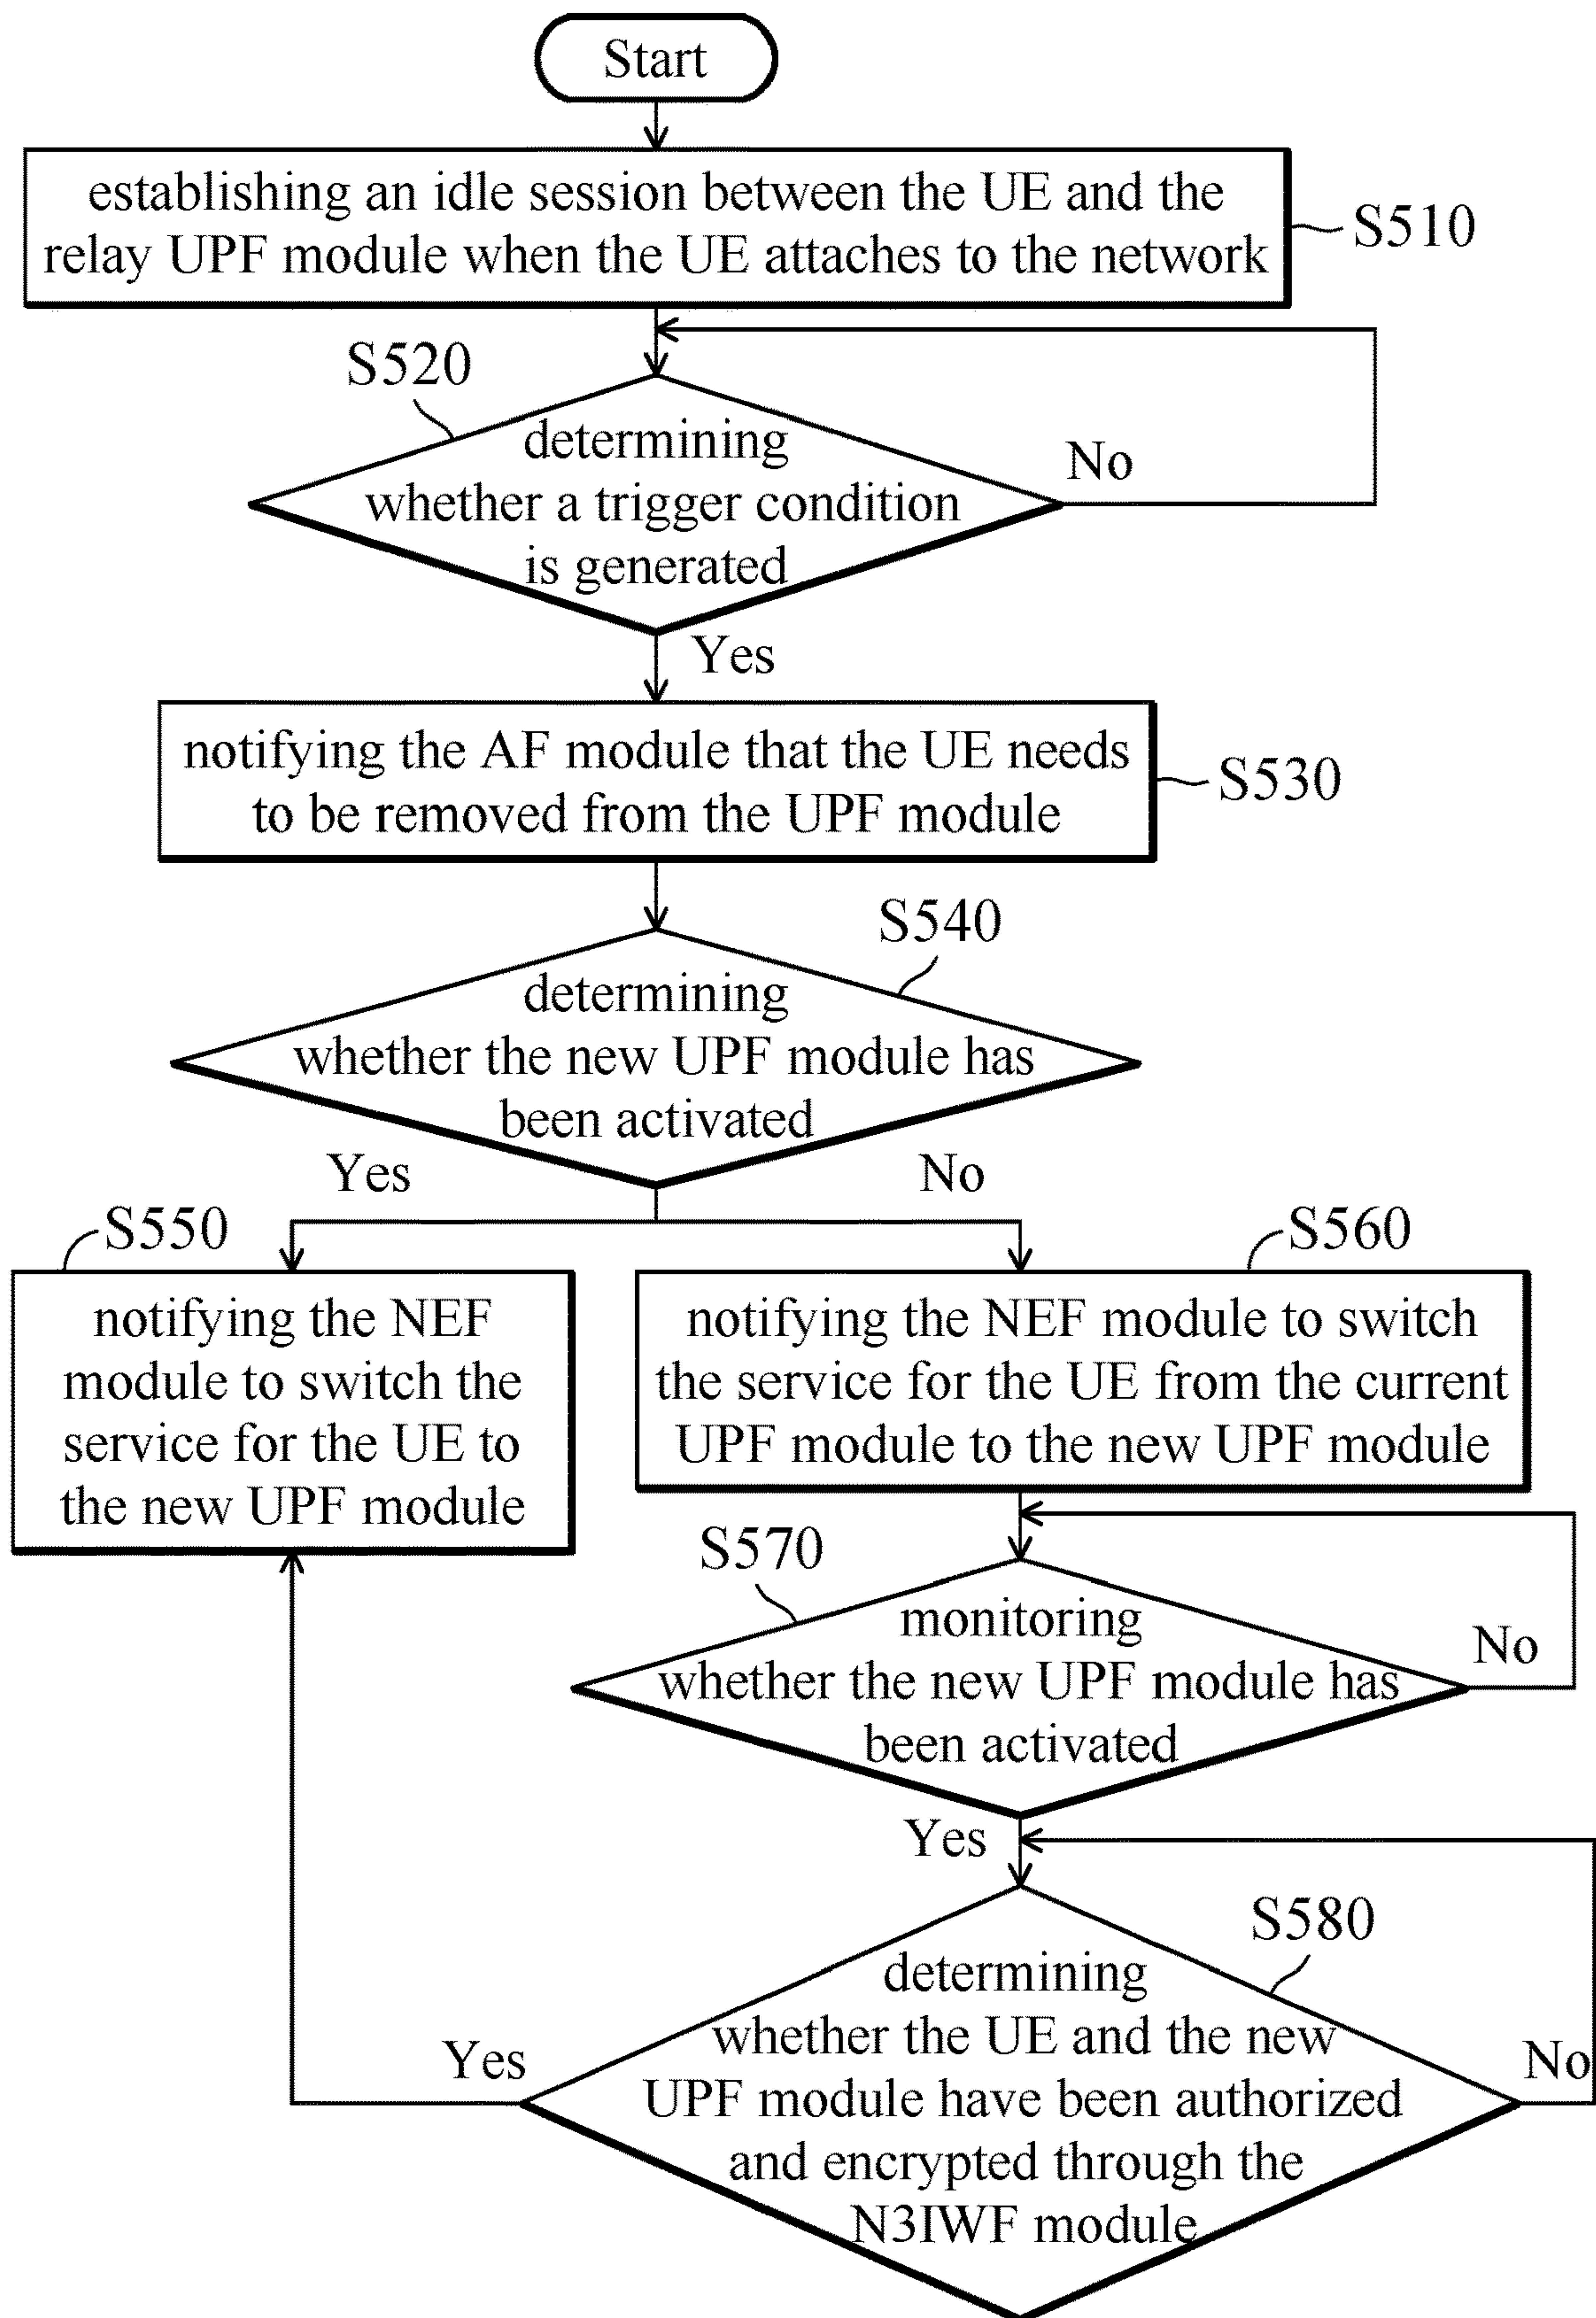 Start
establishing an idle session between the UE and the
relay UPF module when the UE attaches to the network
S510
S520
determining
whether a trigger condition
is generated
No
Yes
notifying the AF module that the UE needs
to be removed from the UPF module
S530
S540
determining
whether the new UPF module has
been activated
Yes
No
S550
notifying the NEF
module to switch the
service for the UE to
the new UPF module
S560
notifying the NEF module to switch
the service for the UE from the current
UPF module to the new UPF module
S570
monitoring
whether the new UPF module has
been activated
No
Yes
S580
determining
whether the UE and the new
UPF module have been authorized
and encrypted through the
N3IWF module
Yes
No